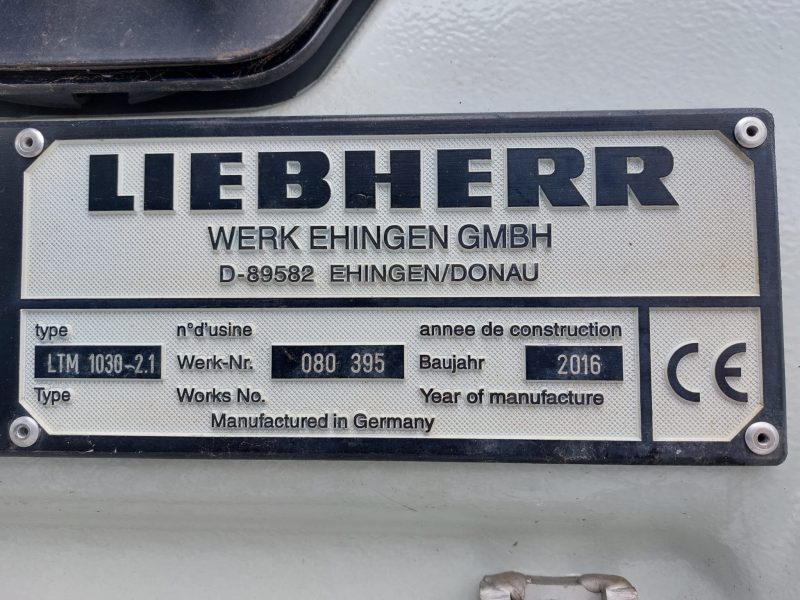 LIEBHERR
WERK EHINGEN GMBH
D-89582 EHINGEN/DONAU
type n°d'usine annee de construction
LTM 1030-2.1 Werk-Nr. 080 395 Baujahr 2016
Type Works No. Year of manufacture
Manufactured in Germany
CE